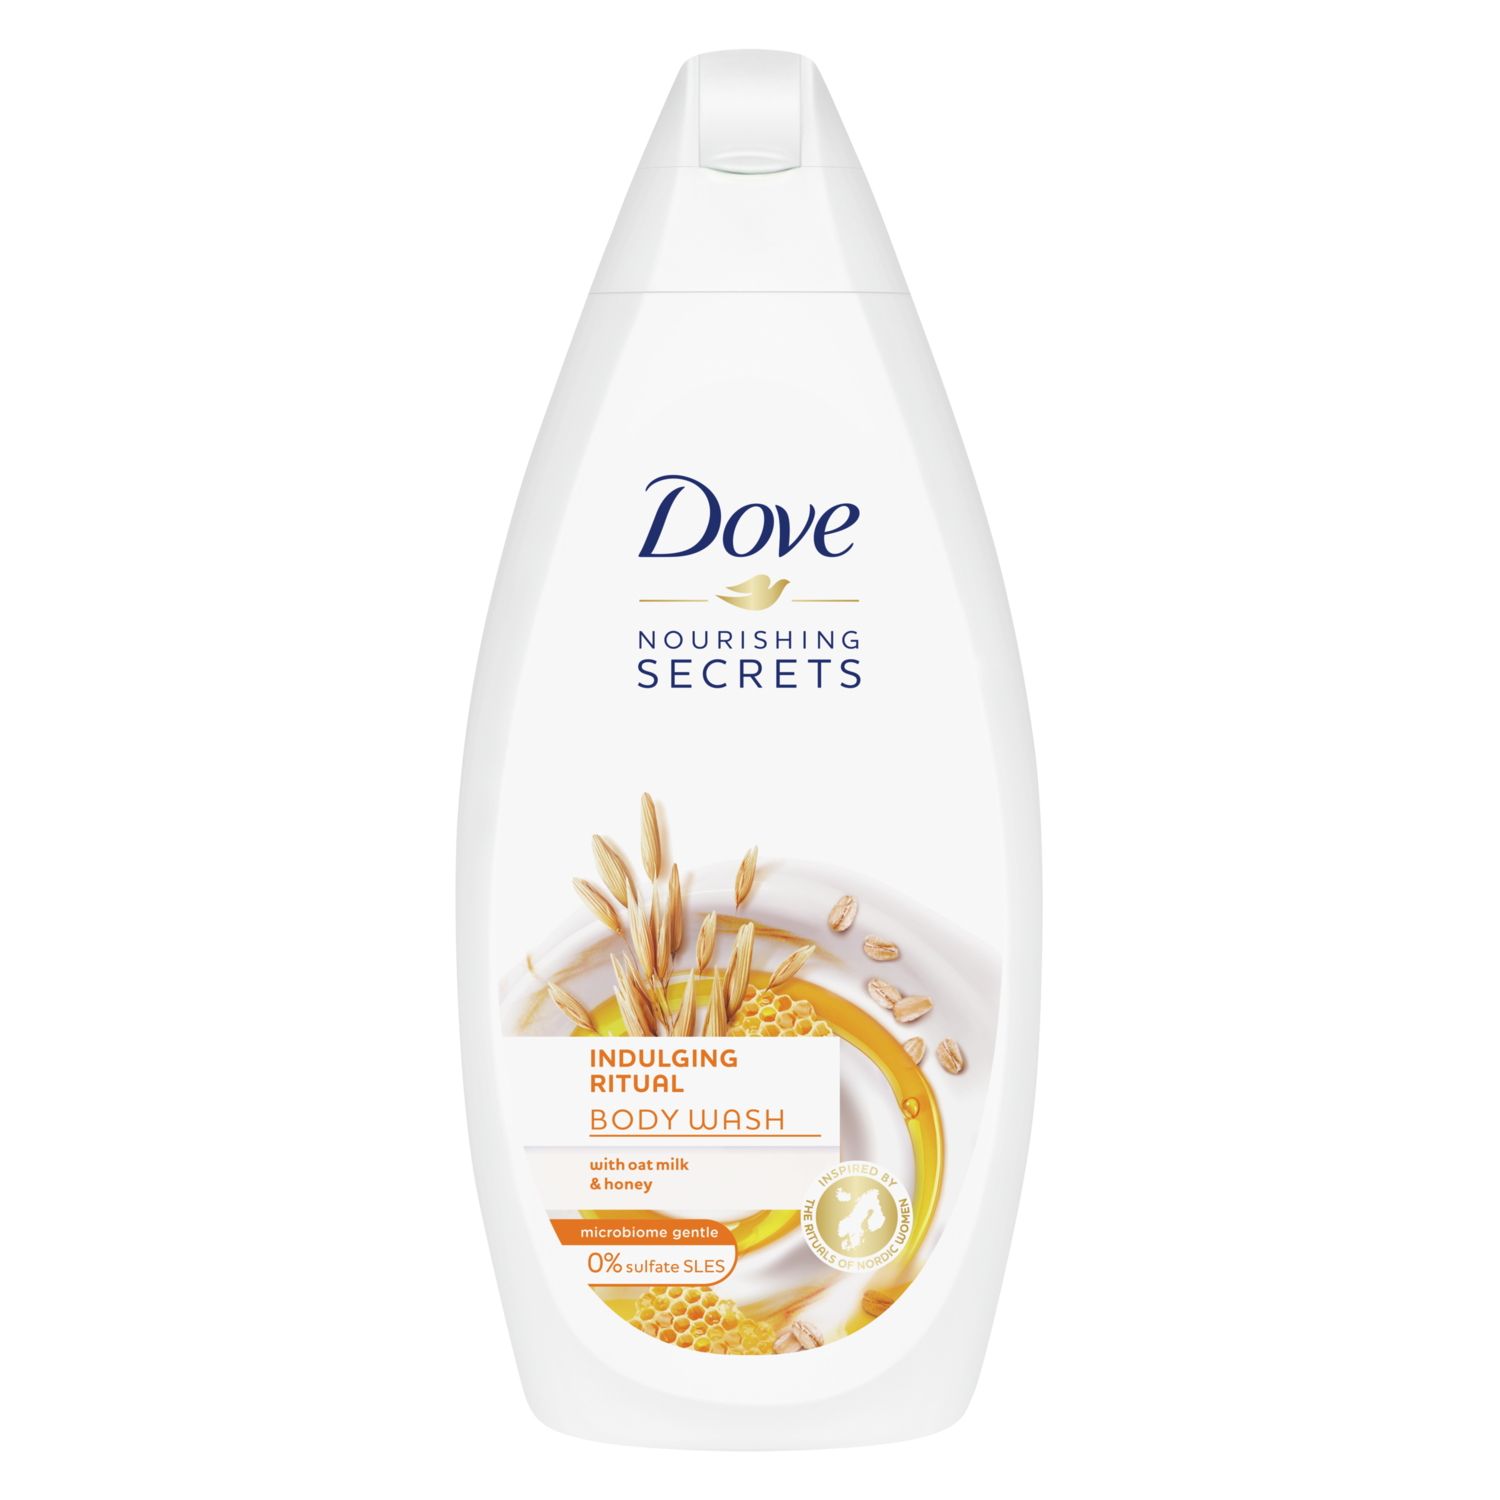 Dove
NOURISHING
SECRETS
INDULGING
RITUAL
BODY WASH
with oat milk
& honey
microbiome gentle
0% sulfate SLES
INSPIRED BY
THE RITUALS OF NORDIC WOMEN